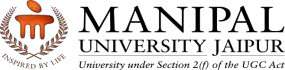 INSPIRED BY LIFE
MANIPAL
UNIVERSITY JAIPUR
University under Section 2(f) of the UGC Act